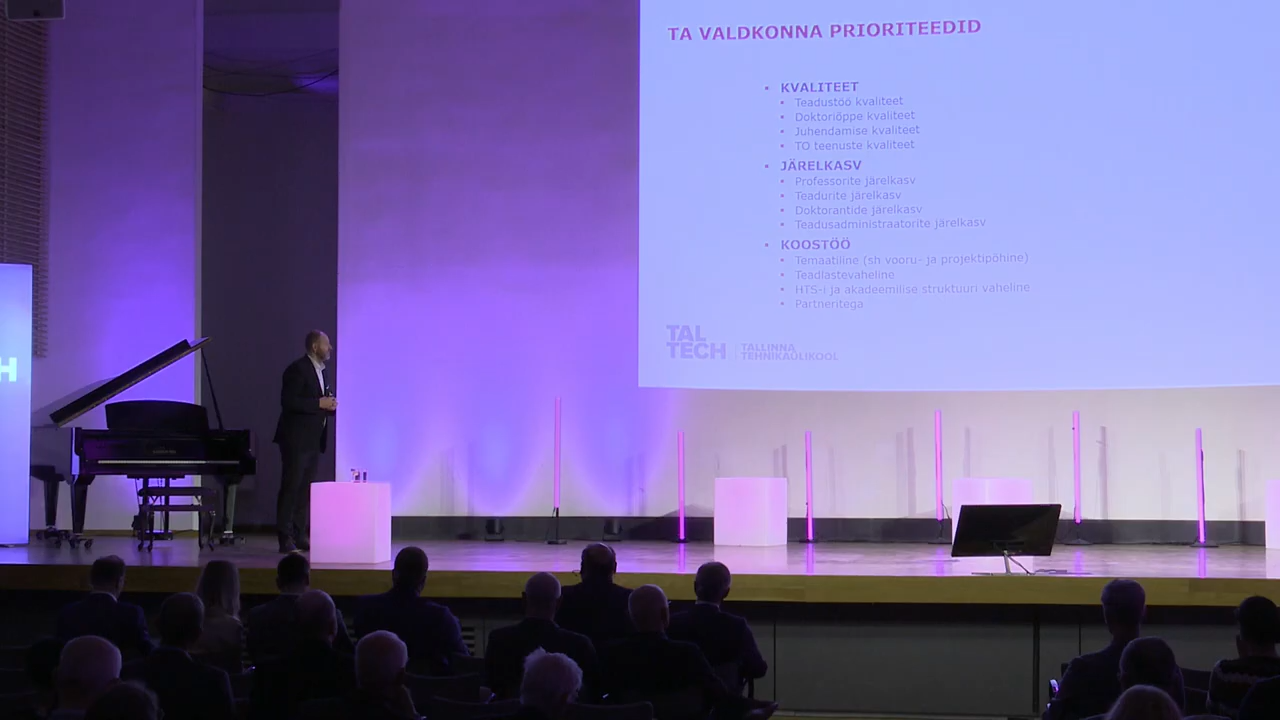 TA VALDKONNA PRIORITEEDID
• KVALITEET
• Teadustöö kvaliteet
• Doktoriõppe kvaliteet
• Juhendamise kvaliteet
• TO teenuste kvaliteet
• JÄRELKASV
• Professorite järelkasv
• Teadurite järelkasv
• Doktorantide järelkasv
• Teadusadministraatorite järelkasv
• KOOSTÖÖ
• Temaatiline (sh vooru- ja projektipõhine)
• Teadlastevaheline
• HTS-i ja akadeemilise struktuuri vaheline
• Partneritega
TAL
TECH
TALLINNA
TEHNIKAÜLIKOOL
H